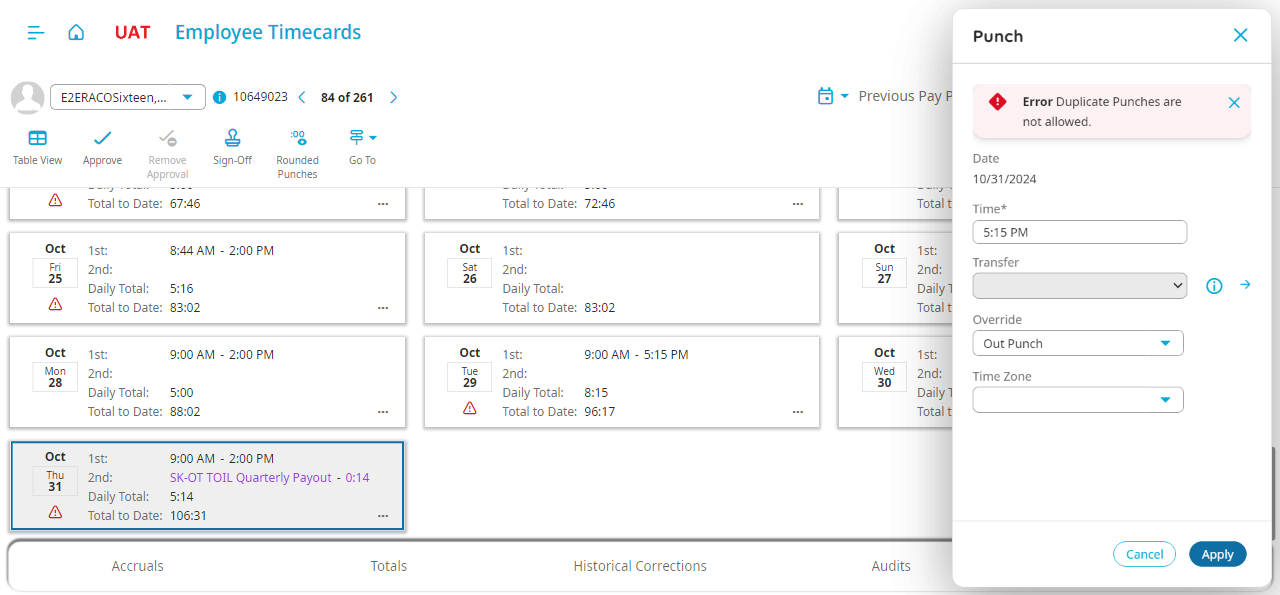 UAT
Employee Timecards
E2ERACOSixteen,...
10649023
84 of 261
Previous Pay P
Table View
Approve
Remove
Approval
Sign-Off
Rounded
Punches
Go To
Total to Date: 67:46
Total to Date: 72:46
Total t
Oct
Fri
25
1st: 8:44 AM - 2:00 PM
2nd:
Daily Total: 5:16
Total to Date: 83:02
Oct
Sat
26
1st:
2nd:
Daily Total:
Total to Date: 83:02
Oct
Sun
27
1st:
2nd:
Daily T
Total t
Oct
Mon
28
1st: 9:00 AM - 2:00 PM
2nd:
Daily Total: 5:00
Total to Date: 88:02
Oct
Tue
29
1st: 9:00 AM - 5:15 PM
2nd:
Daily Total: 8:15
Total to Date: 96:17
Oct
Wed
30
1st:
2nd:
Daily T
Total t
Oct
Thu
31
1st: 9:00 AM - 2:00 PM
2nd: SK-OT TOIL Quarterly Payout - 0:14
Daily Total: 5:14
Total to Date: 106:31
Accruals
Totals
Historical Corrections
Audits
Punch
Error Duplicate Punches are
not allowed.
Date
10/31/2024
Time*
5:15 PM
Transfer
Override
Out Punch
Time Zone
Cancel
Apply